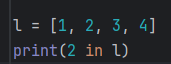 l = [1, 2, 3, 4]
print(2 in l)